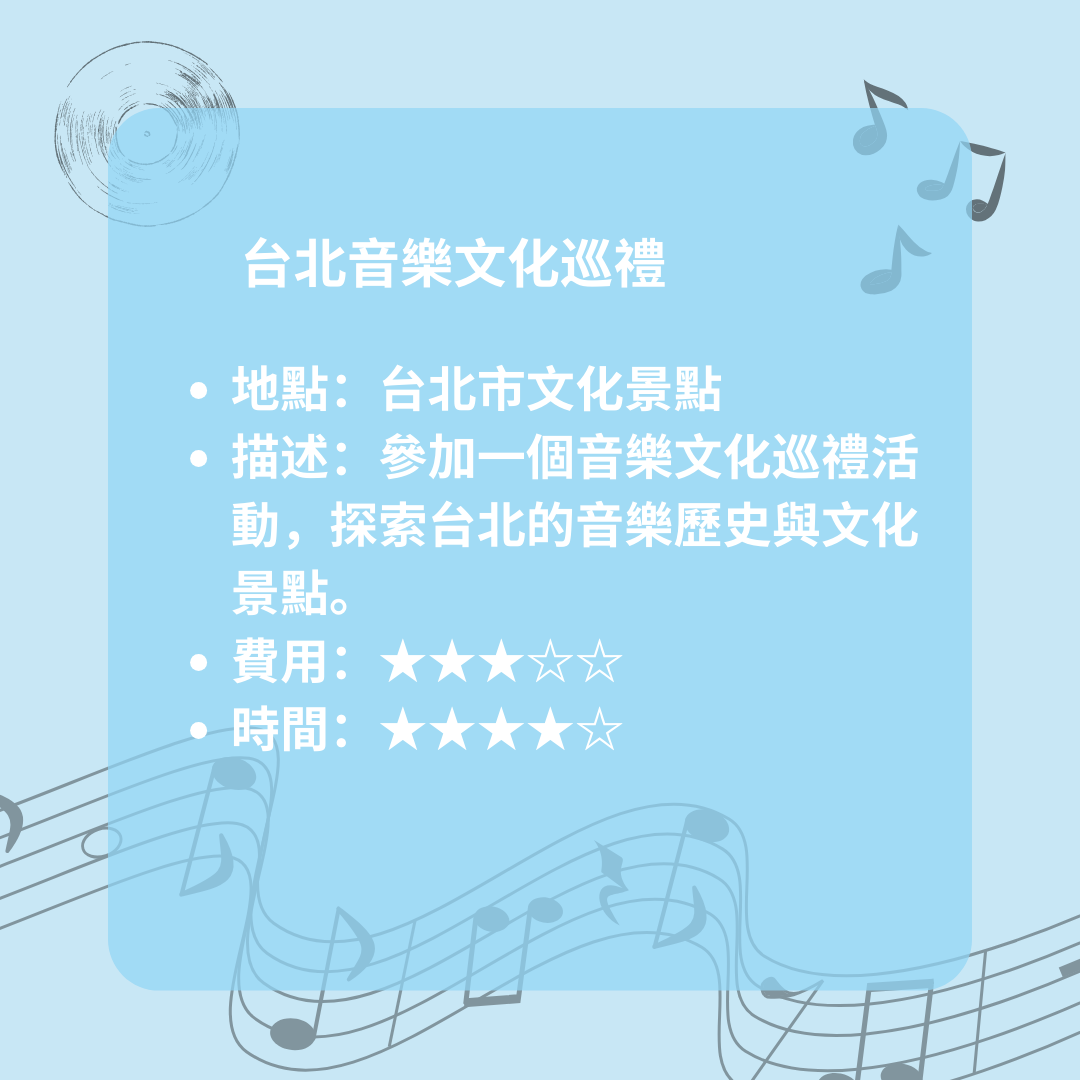 台北音樂文化巡禮
• 地點：台北市文化景點
• 描述：參加一個音樂文化巡禮活
動，探索台北的音樂歷史與文化
景點。
• 費用：★★★☆☆
• 時間：★★★★☆